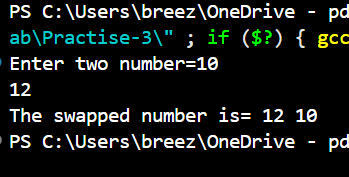 PS C:\Users\breez\OneDrive - pd
ab\Practise-3\" ; if ($?) { gcc
Enter two number=10
12
The swapped number is= 12 10
PS C:\Users\breez\OneDrive - pd